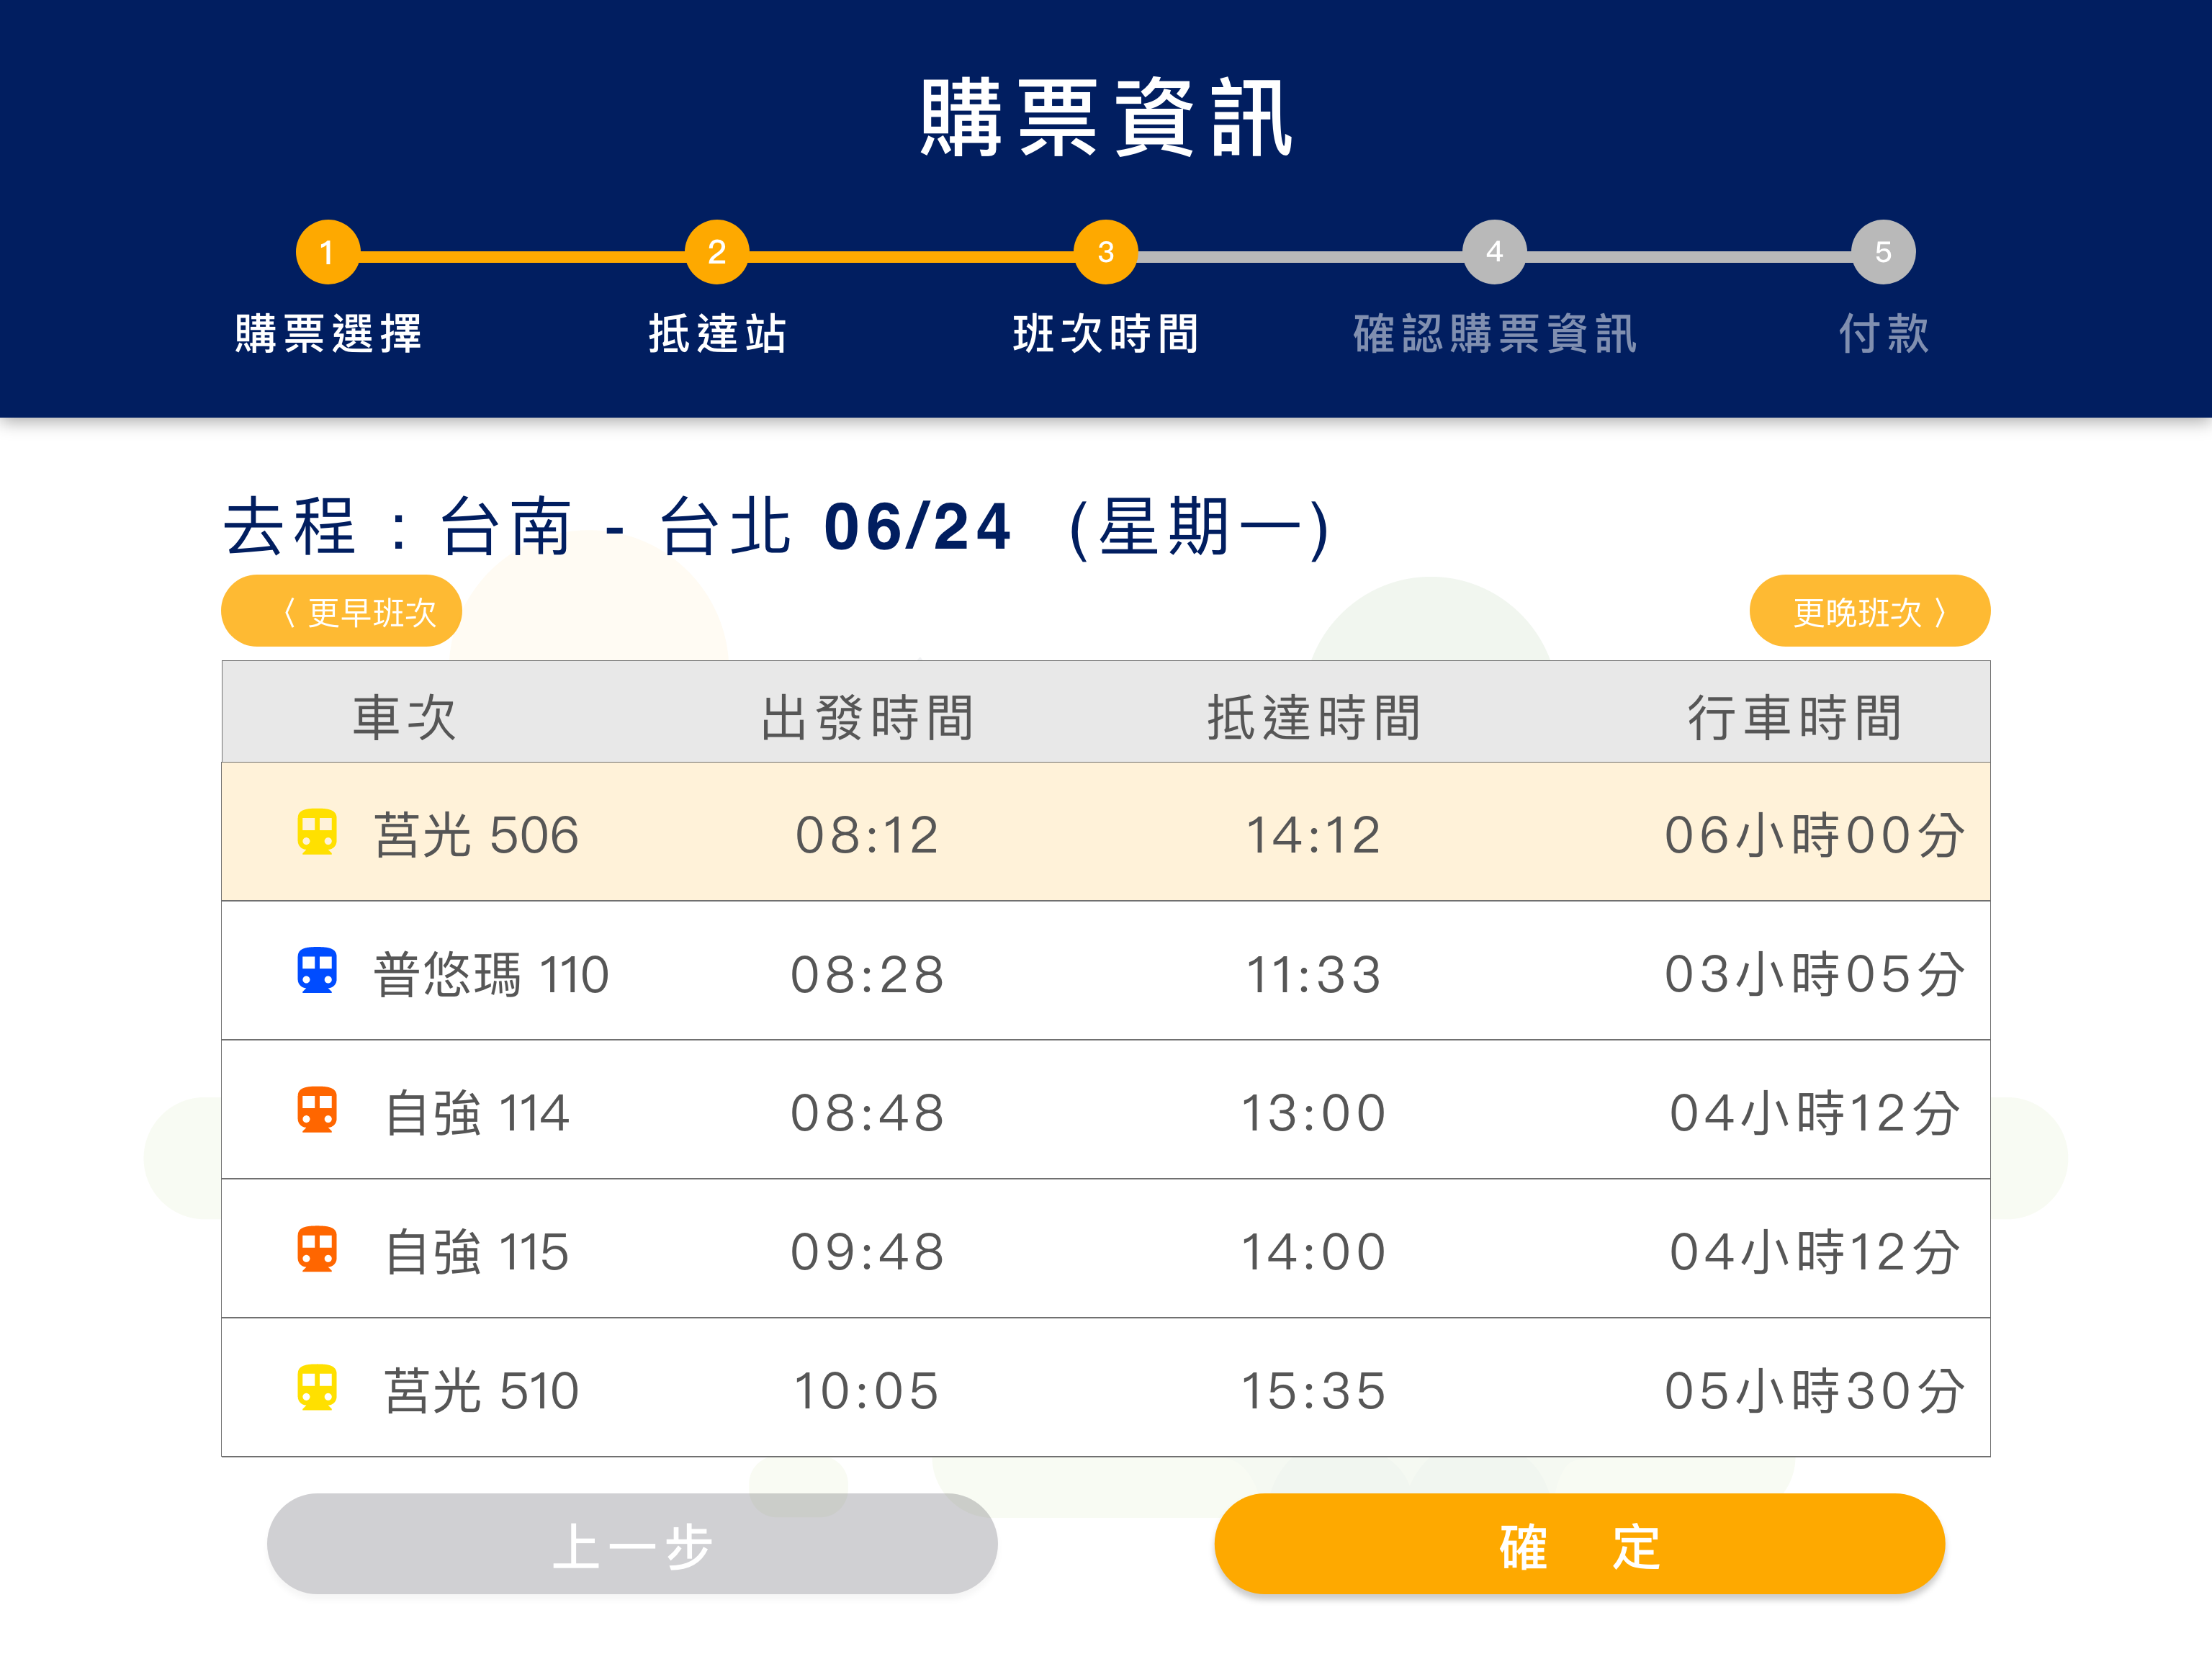 購票資訊
1 2 3 4 5
購票選擇 抵達站 班次時間 確認購票資訊 付款
去程：台南 - 台北 06/24 (星期一)
〈 更早班次 更晚班次 〉
車次 出發時間 抵達時間 行車時間
莒光 506 08:12 14:12 06小時00分
普悠瑪 110 08:28 11:33 03小時05分
自強 114 08:48 13:00 04小時12分
自強 115 09:48 14:00 04小時12分
莒光 510 10:05 15:35 05小時30分
上一步 確 定